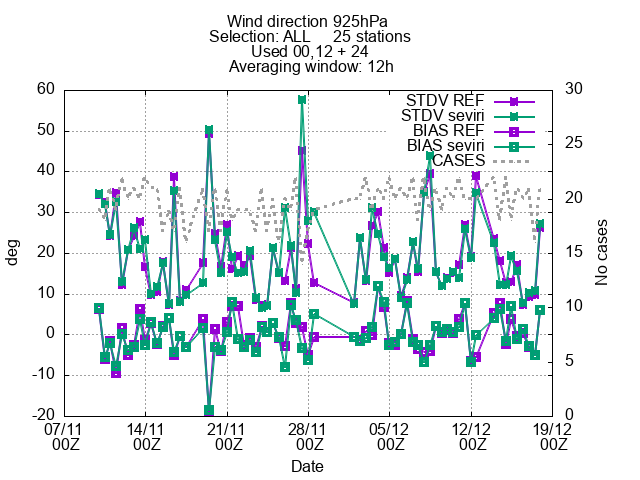 Wind direction 925hPa
Selection: ALL 25 stations
Used 00,12 + 24
Averaging window: 12h
60
50
40
30
20
10
0
-10
-20
30
25
20
15
10
5
0
deg
No cases
STDV REF
STDV seviri
BIAS REF
BIAS seviri
CASES
07/11 14/11 21/11 28/11 05/12 12/12 19/12
00Z 00Z 00Z 00Z 00Z 00Z 00Z
Date